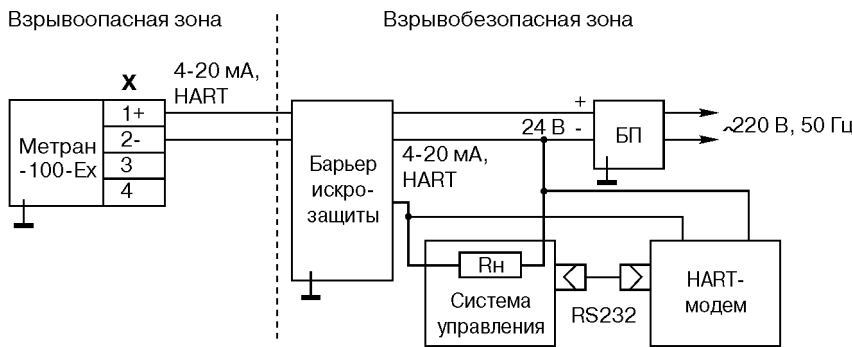 Взрывоопасная зона
Взрывобезопасная зона
X
4-20 мА,
HART
1+
2-
3
4
Метран
-100-Ех
Барьер
искро-
защиты
+
24 В -
БП
~220 В, 50 Гц
4-20 мА,
HART
Rн
Система
управления
RS232
HART-
модем